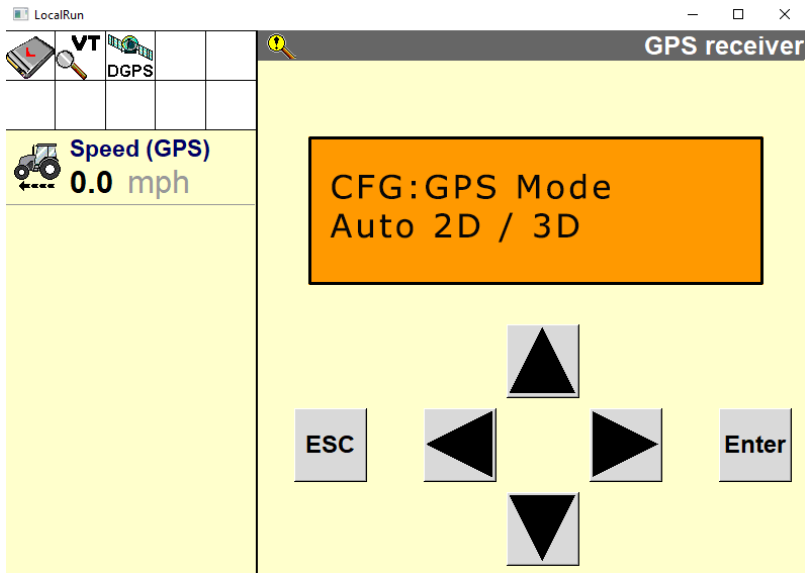 LocalRun
VT
DGPS
GPS receiver
Speed (GPS)
0.0 mph
CFG:GPS Mode
Auto 2D / 3D
ESC
Enter